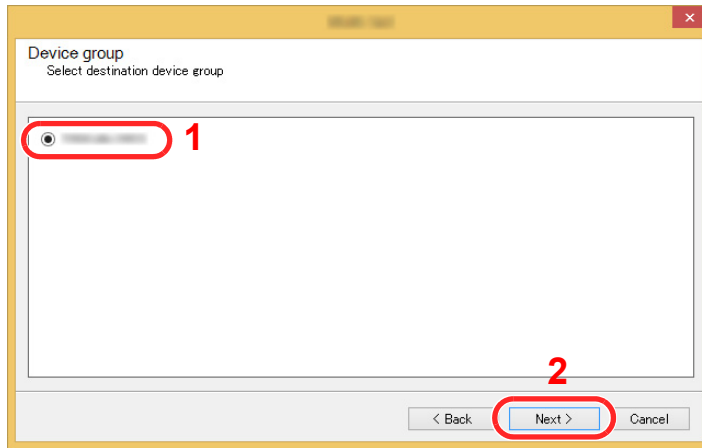 Device group
Select destination device group
1
2
< Back
Next >
Cancel